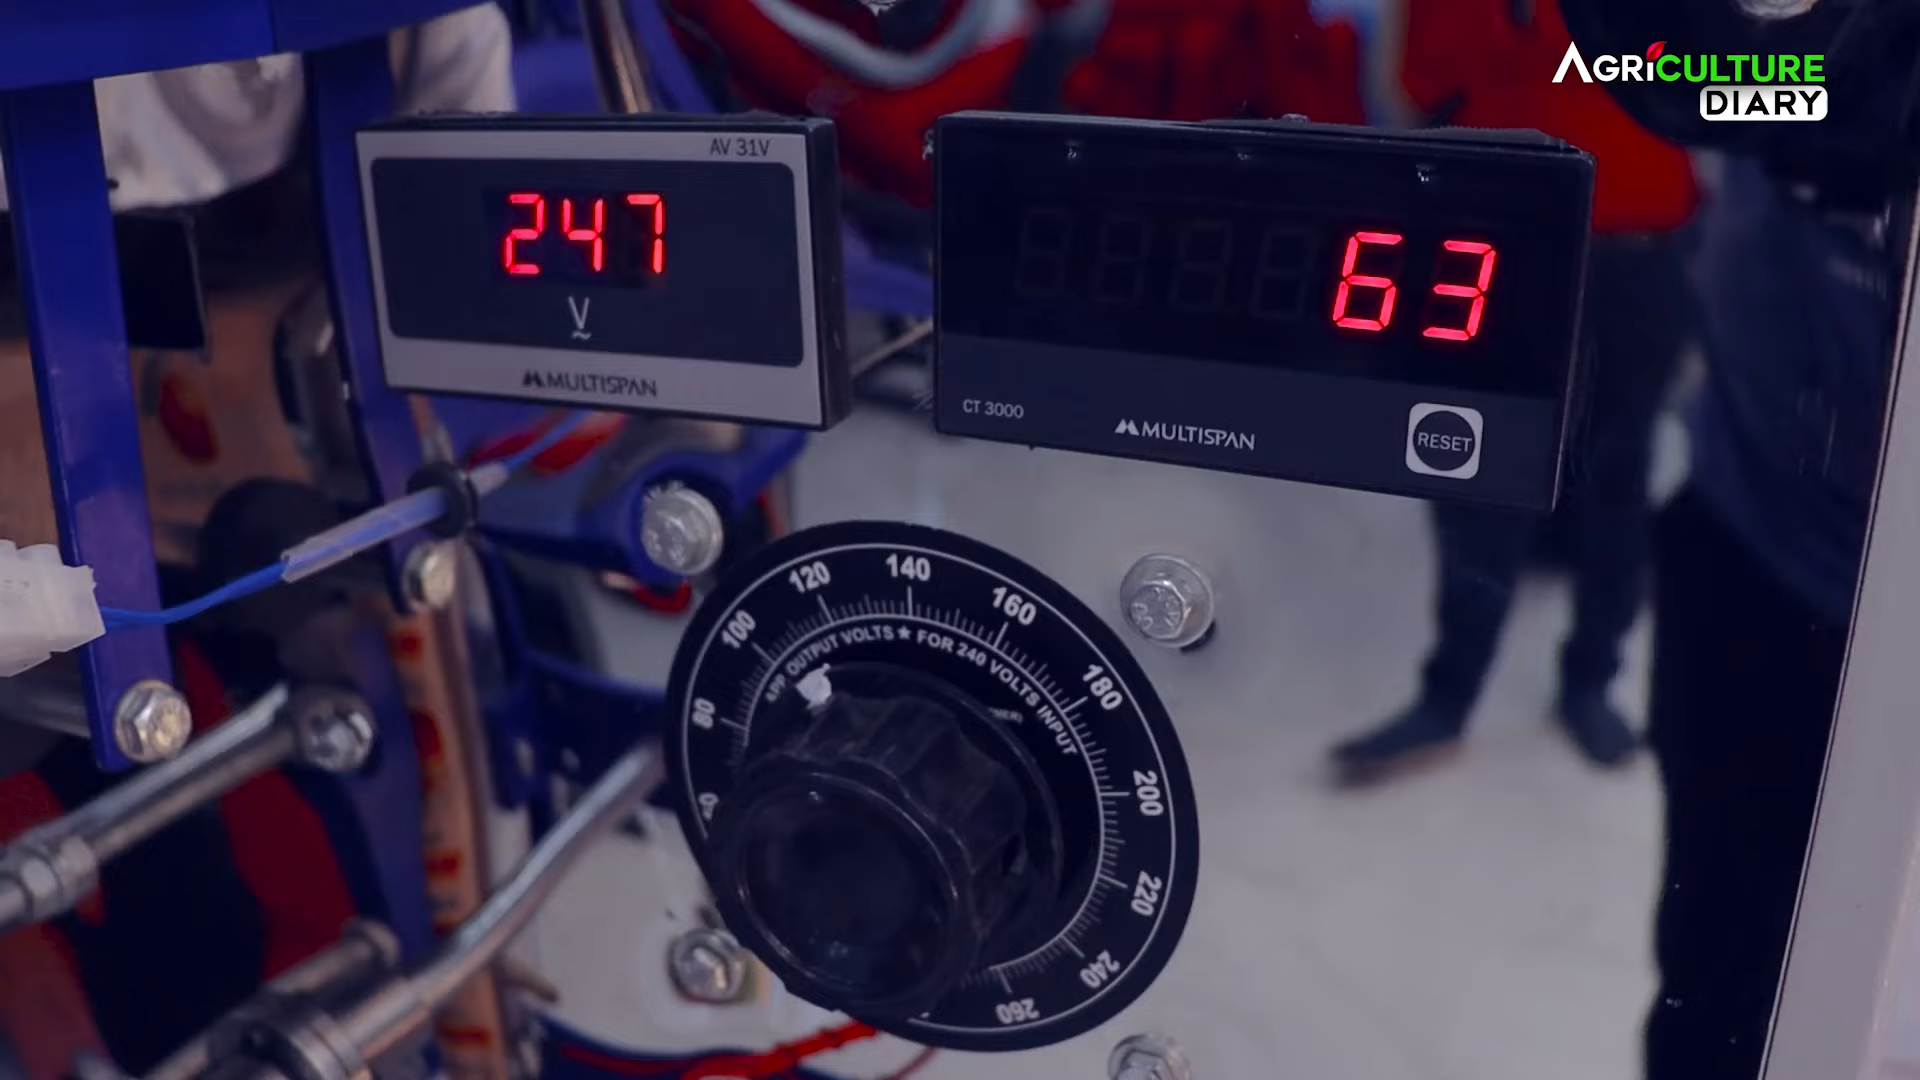 AGRiCULTURE
DIARY
AV 31V
247
V
MULTISPAN
63
CT 3000
MULTISPAN
RESET
80
100
120
140
160
180
200
220
240
260
APP. OUTPUT VOLTS ★ FOR 240 VOLTS INPUT